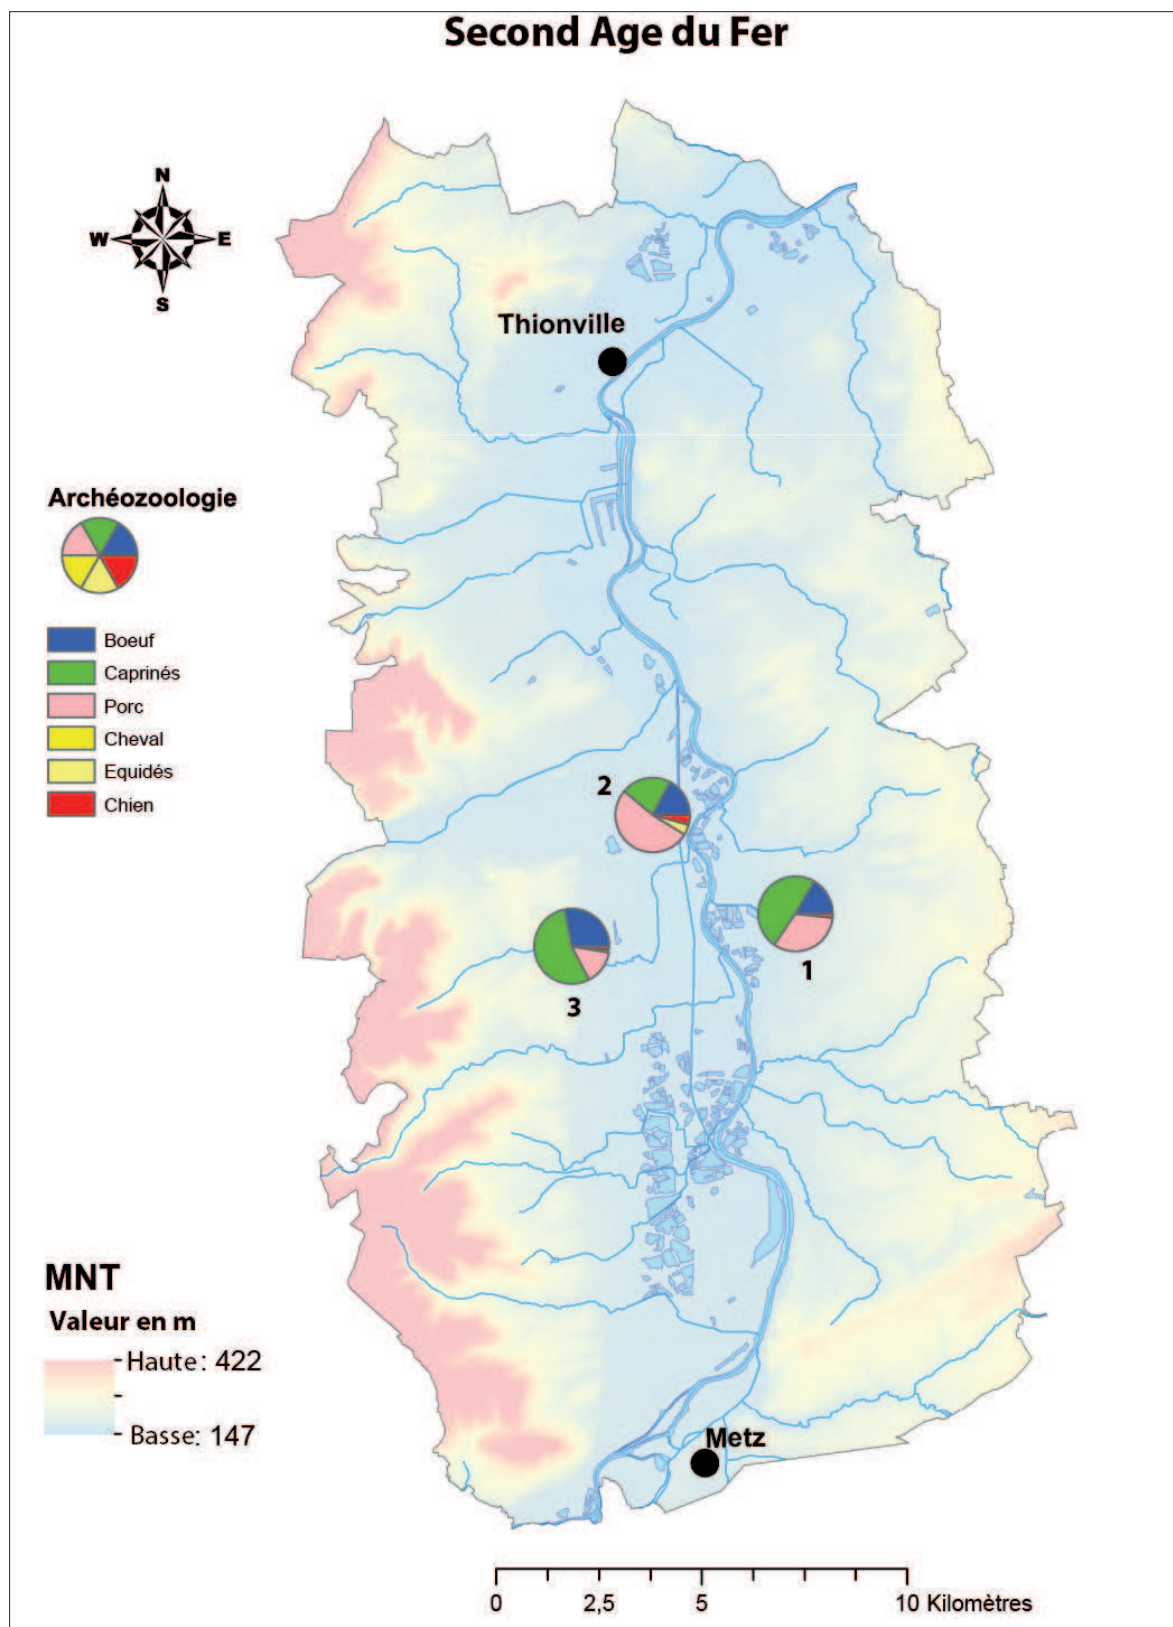 Second Age du Fer
N
W E
S
Thionville
Archéozoologie
Boeuf
Caprinés
Porc
Cheval
Equidés
Chien
2
1
3
MNT
Valeur en m
Haute: 422
Basse: 147
Metz
0 2,5 5 10 Kilomètres